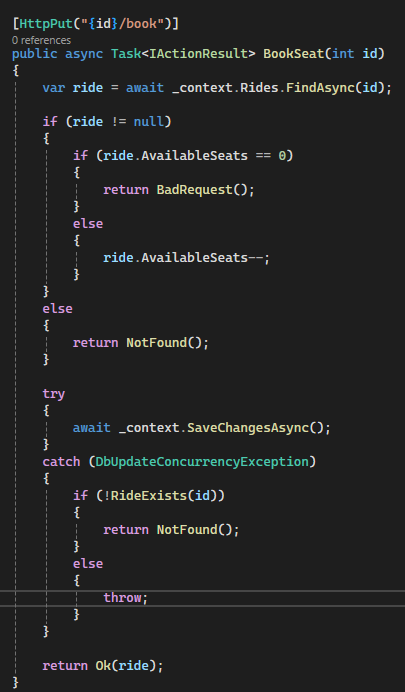 [HttpPut("{id}/book")]
0 references
public async Task<IActionResult> BookSeat(int id)
{
var ride = await _context.Rides.FindAsync(id);
if (ride != null)
{
if (ride.AvailableSeats == 0)
{
return BadRequest();
}
else
{
ride.AvailableSeats--;
}
}
else
{
return NotFound();
}
try
{
await _context.SaveChangesAsync();
}
catch (DbUpdateConcurrencyException)
{
if (!RideExists(id))
{
return NotFound();
}
else
{
throw;
}
}
return Ok(ride);
}